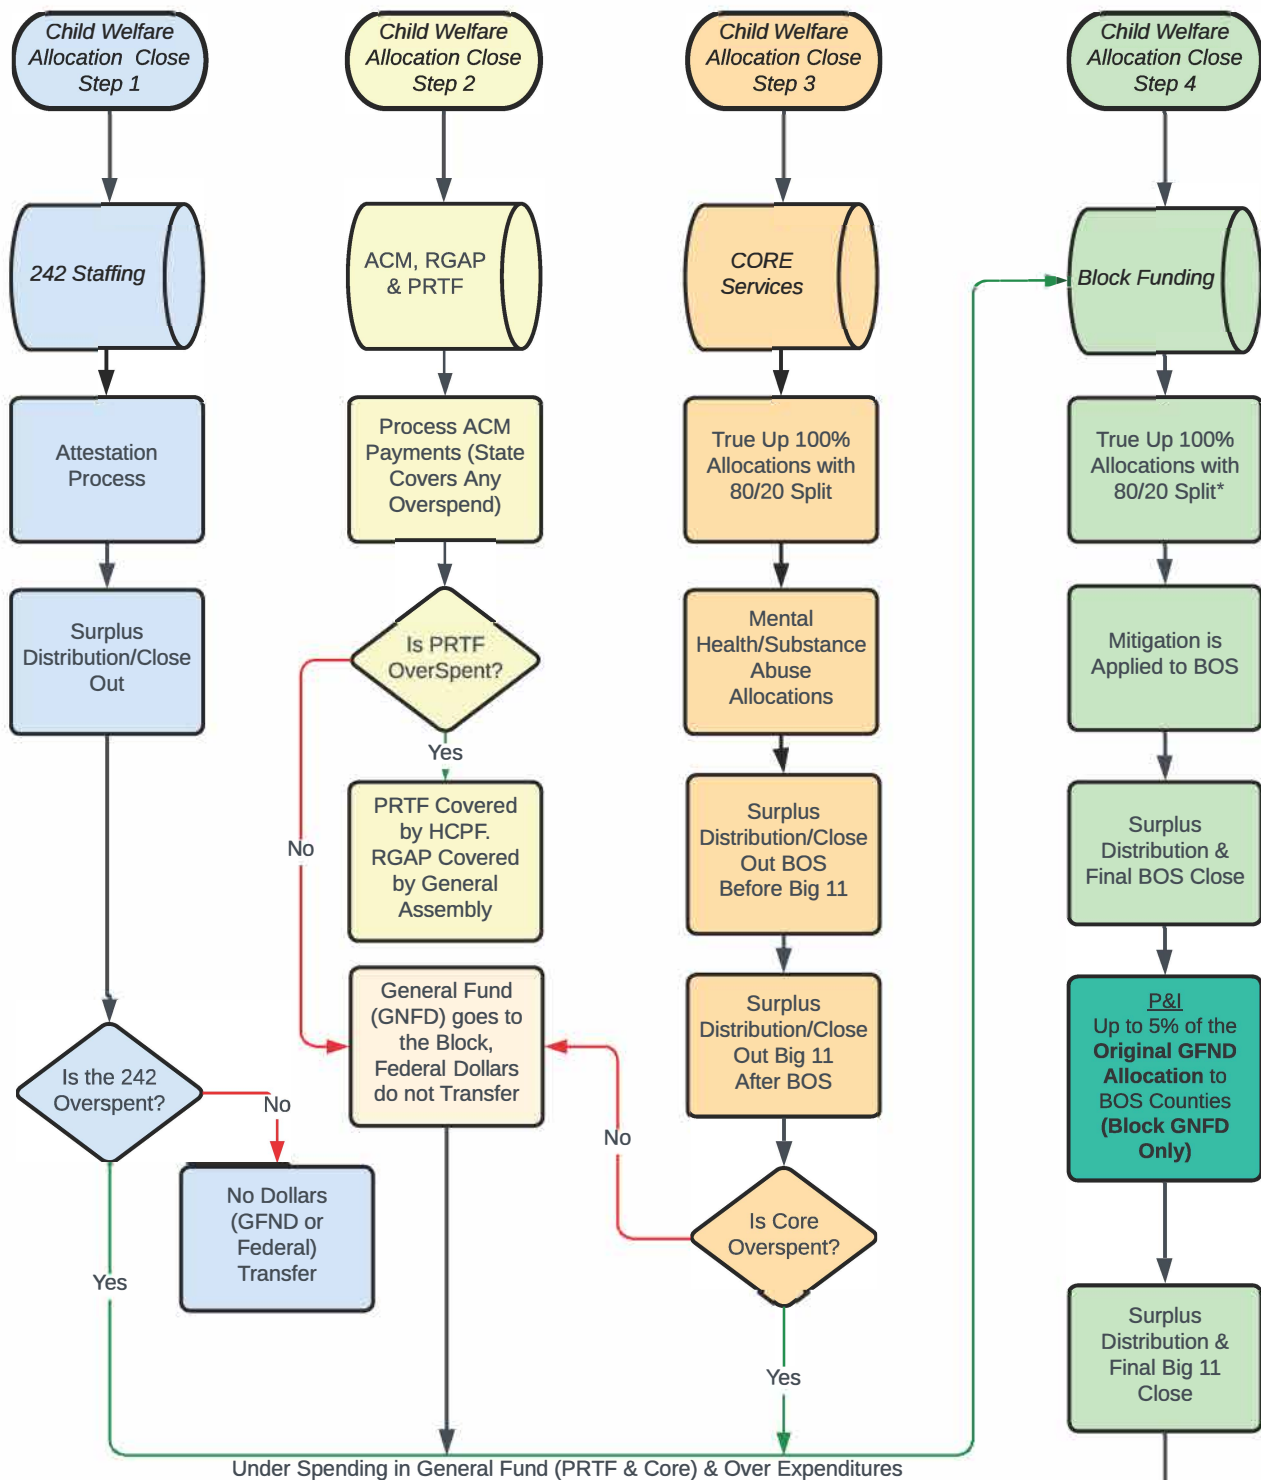 Child Welfare
Allocation Close
Step 1
242 Staffing
Attestation
Process
Surplus
Distribution/Close
Out
Is the 242
Overspent?
No
No Dollars
(GFND or
Federal)
Transfer
Yes
Child Welfare
Allocation Close
Step 2
ACM, RGAP
& PRTF
Process ACM
Payments (State
Covers Any
Overspend)
Is PRTF
OverSpent?
Yes
No
PRTF Covered
by HCPF.
RGAP Covered
by General
Assembly
General Fund
(GNFD) goes to
the Block,
Federal Dollars
do not Transfer
Child Welfare
Allocation Close
Step 3
CORE
Services
True Up 100%
Allocations with
80/20 Split
Mental
Health/Substance
Abuse
Allocations
Surplus
Distribution/Close
Out BOS
Before Big 11
Surplus
Distribution/Close
Out Big 11
After BOS
No
Is Core
Overspent?
Yes
Under Spending in General Fund (PRTF & Core) & Over Expenditures
Child Welfare
Allocation Close
Step 4
Block Funding
True Up 100%
Allocations with
80/20 Split*
Mitigation is
Applied to BOS
Surplus
Distribution &
Final BOS Close
P&I
Up to 5% of the
Original GFND
Allocation to
BOS Counties
(Block GNFD
Only)
Surplus
Distribution &
Final Big 11
Close